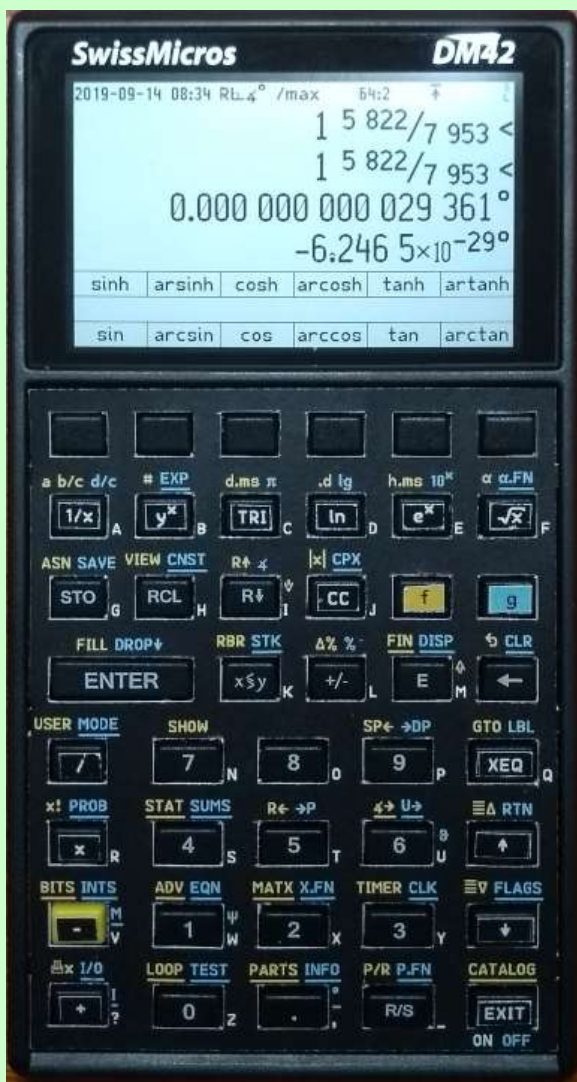 SwissMicros DM42
2019-09-14 08:34 R∟∡° /max 64:2
1 5 822/7 953 <
1 5 822/7 953 <
0.000 000 000 029 361°
-6.246 5×10-29°
sinh arsinh cosh arcosh tanh artanh
sin arcsin cos arccos tan arctan
a b/c d/c # EXP d.ms π .d lg h.ms 10ˣ α α.FN
1/x A yˣ B TRI C ln D eˣ E √x F
ASN SAVE VIEW CNST R↑ ∡ |x| CPX
STO G RCL H R↓ I CC J f g
FILL DROP↓ RBR STK Δ% % FIN DISP ↶ CLR
ENTER x≶y K +/- L E M ←
USER MODE SHOW SP← →DP GTO LBL
/ 7 N 8 O 9 P XEQ Q
x! PROB STAT SUMS R← →P ∡→ U→ ☰Δ RTN
x R 4 S 5 T 6 U ↑
BITS INTS ADV EQN MATX X.FN TIMER CLK ☰∇ FLAGS
- M V 1 Ψ W 2 X 3 Y ↓
x I/O LOOP TEST PARTS INFO P/R P.FN CATALOG
+ ! ? 0 Z . ° , R/S _ EXIT
ON OFF